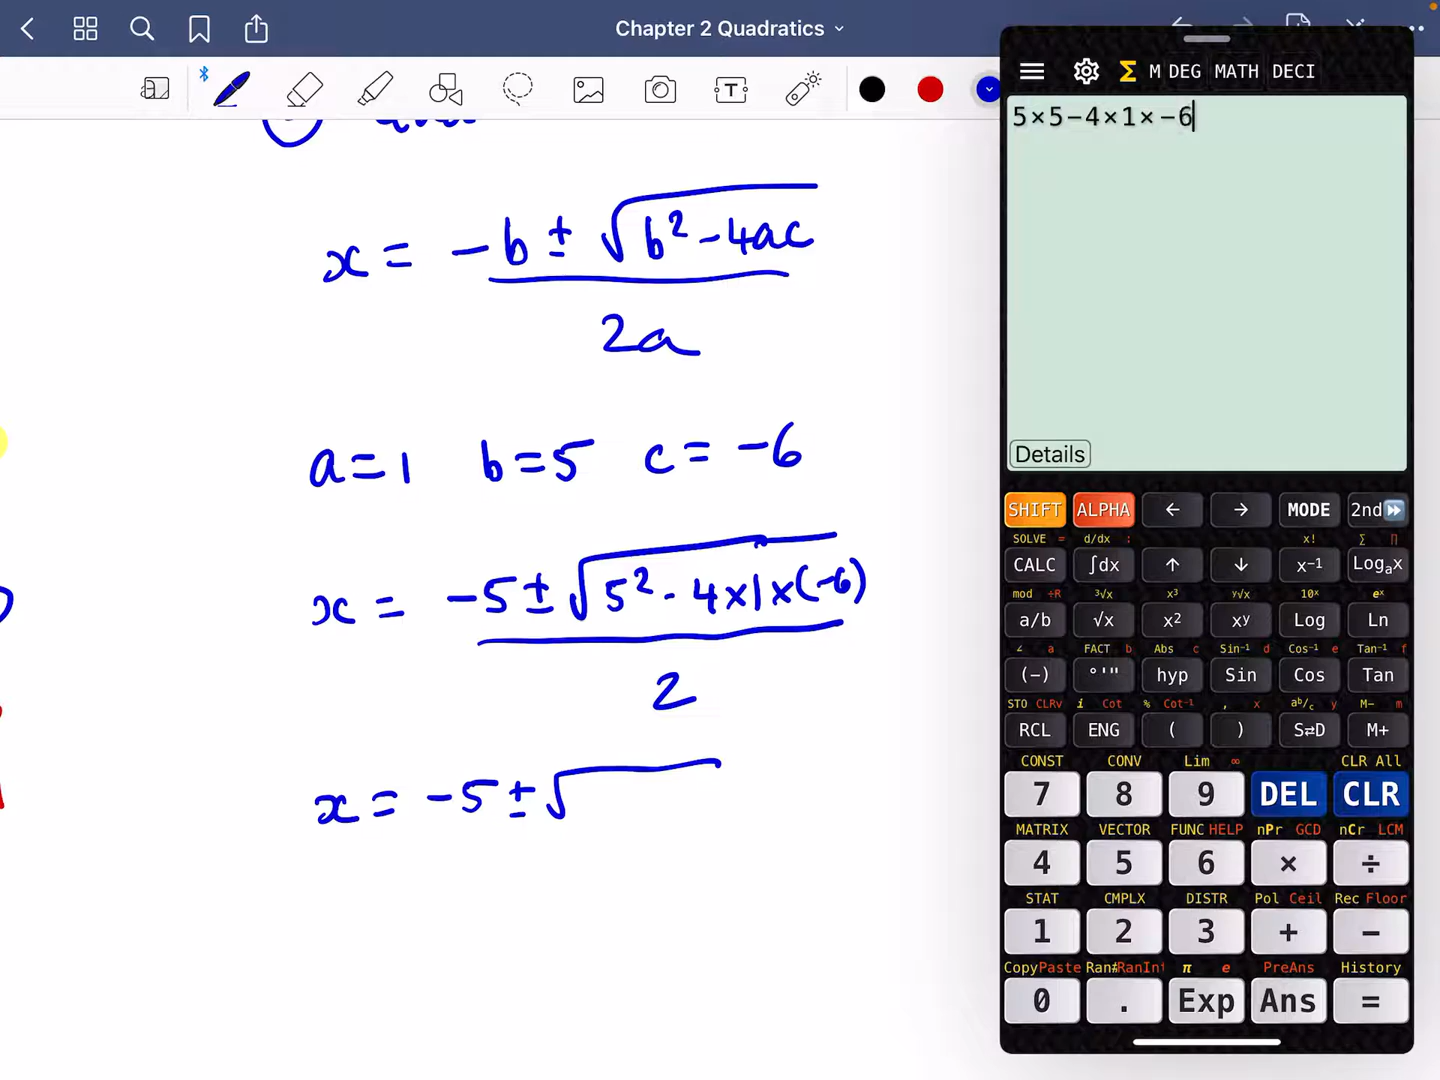 Chapter 2 Quadratics
x = -b ± √b² - 4ac
2a
a = 1 b = 5 c = -6
x = -5 ± √5² - 4 x 1 x (-6)
2
x = -5 ± √
M DEG MATH DECI
5×5−4×1×−6
Details
SHIFT ALPHA ← → MODE 2nd
SOLVE = d/dx : x! ∑ ∏
CALC ∫dx ↑ ↓ x⁻¹ Logₐx
mod ÷R ³√x x³ ʸ√x 10ˣ eˣ
a/b √x x² xy Log Ln
∠ a FACT b Abs c Sin⁻¹ d Cos⁻¹ e Tan⁻¹ f
(−) °'" hyp Sin Cos Tan
STO CLRv i Cot % Cot⁻¹ , x aᵇ/c y M− m
RCL ENG ( ) S⇄D M+
CONST CONV Lim ∞ CLR All
7 8 9 DEL CLR
MATRIX VECTOR FUNC HELP nPr GCD nCr LCM
4 5 6 × ÷
STAT CMPLX DISTR Pol Ceil Rec Floor
1 2 3 + −
Copy Paste Ran# RanInt π e PreAns History
0 . Exp Ans =